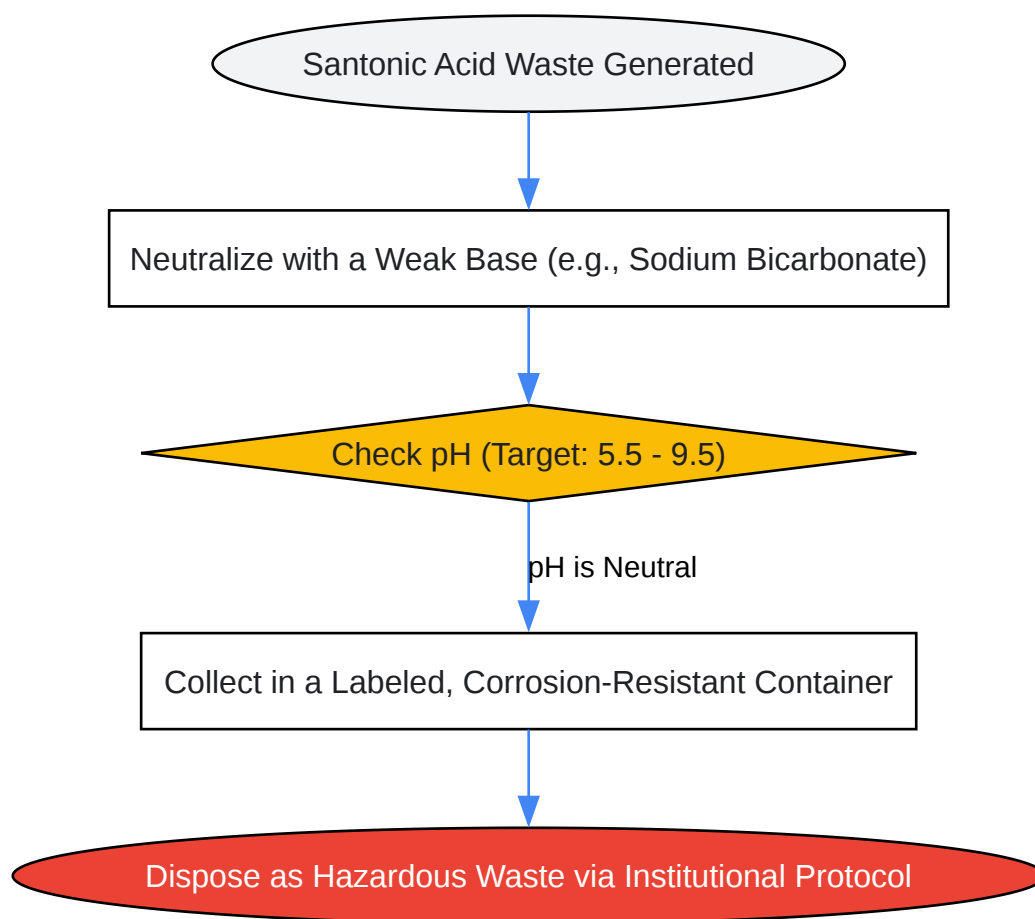 Santonic Acid Waste Generated
Neutralize with a Weak Base (e.g., Sodium Bicarbonate)
Check pH (Target: 5.5 - 9.5)
pH is Neutral
Collect in a Labeled, Corrosion-Resistant Container
Dispose as Hazardous Waste via Institutional Protocol